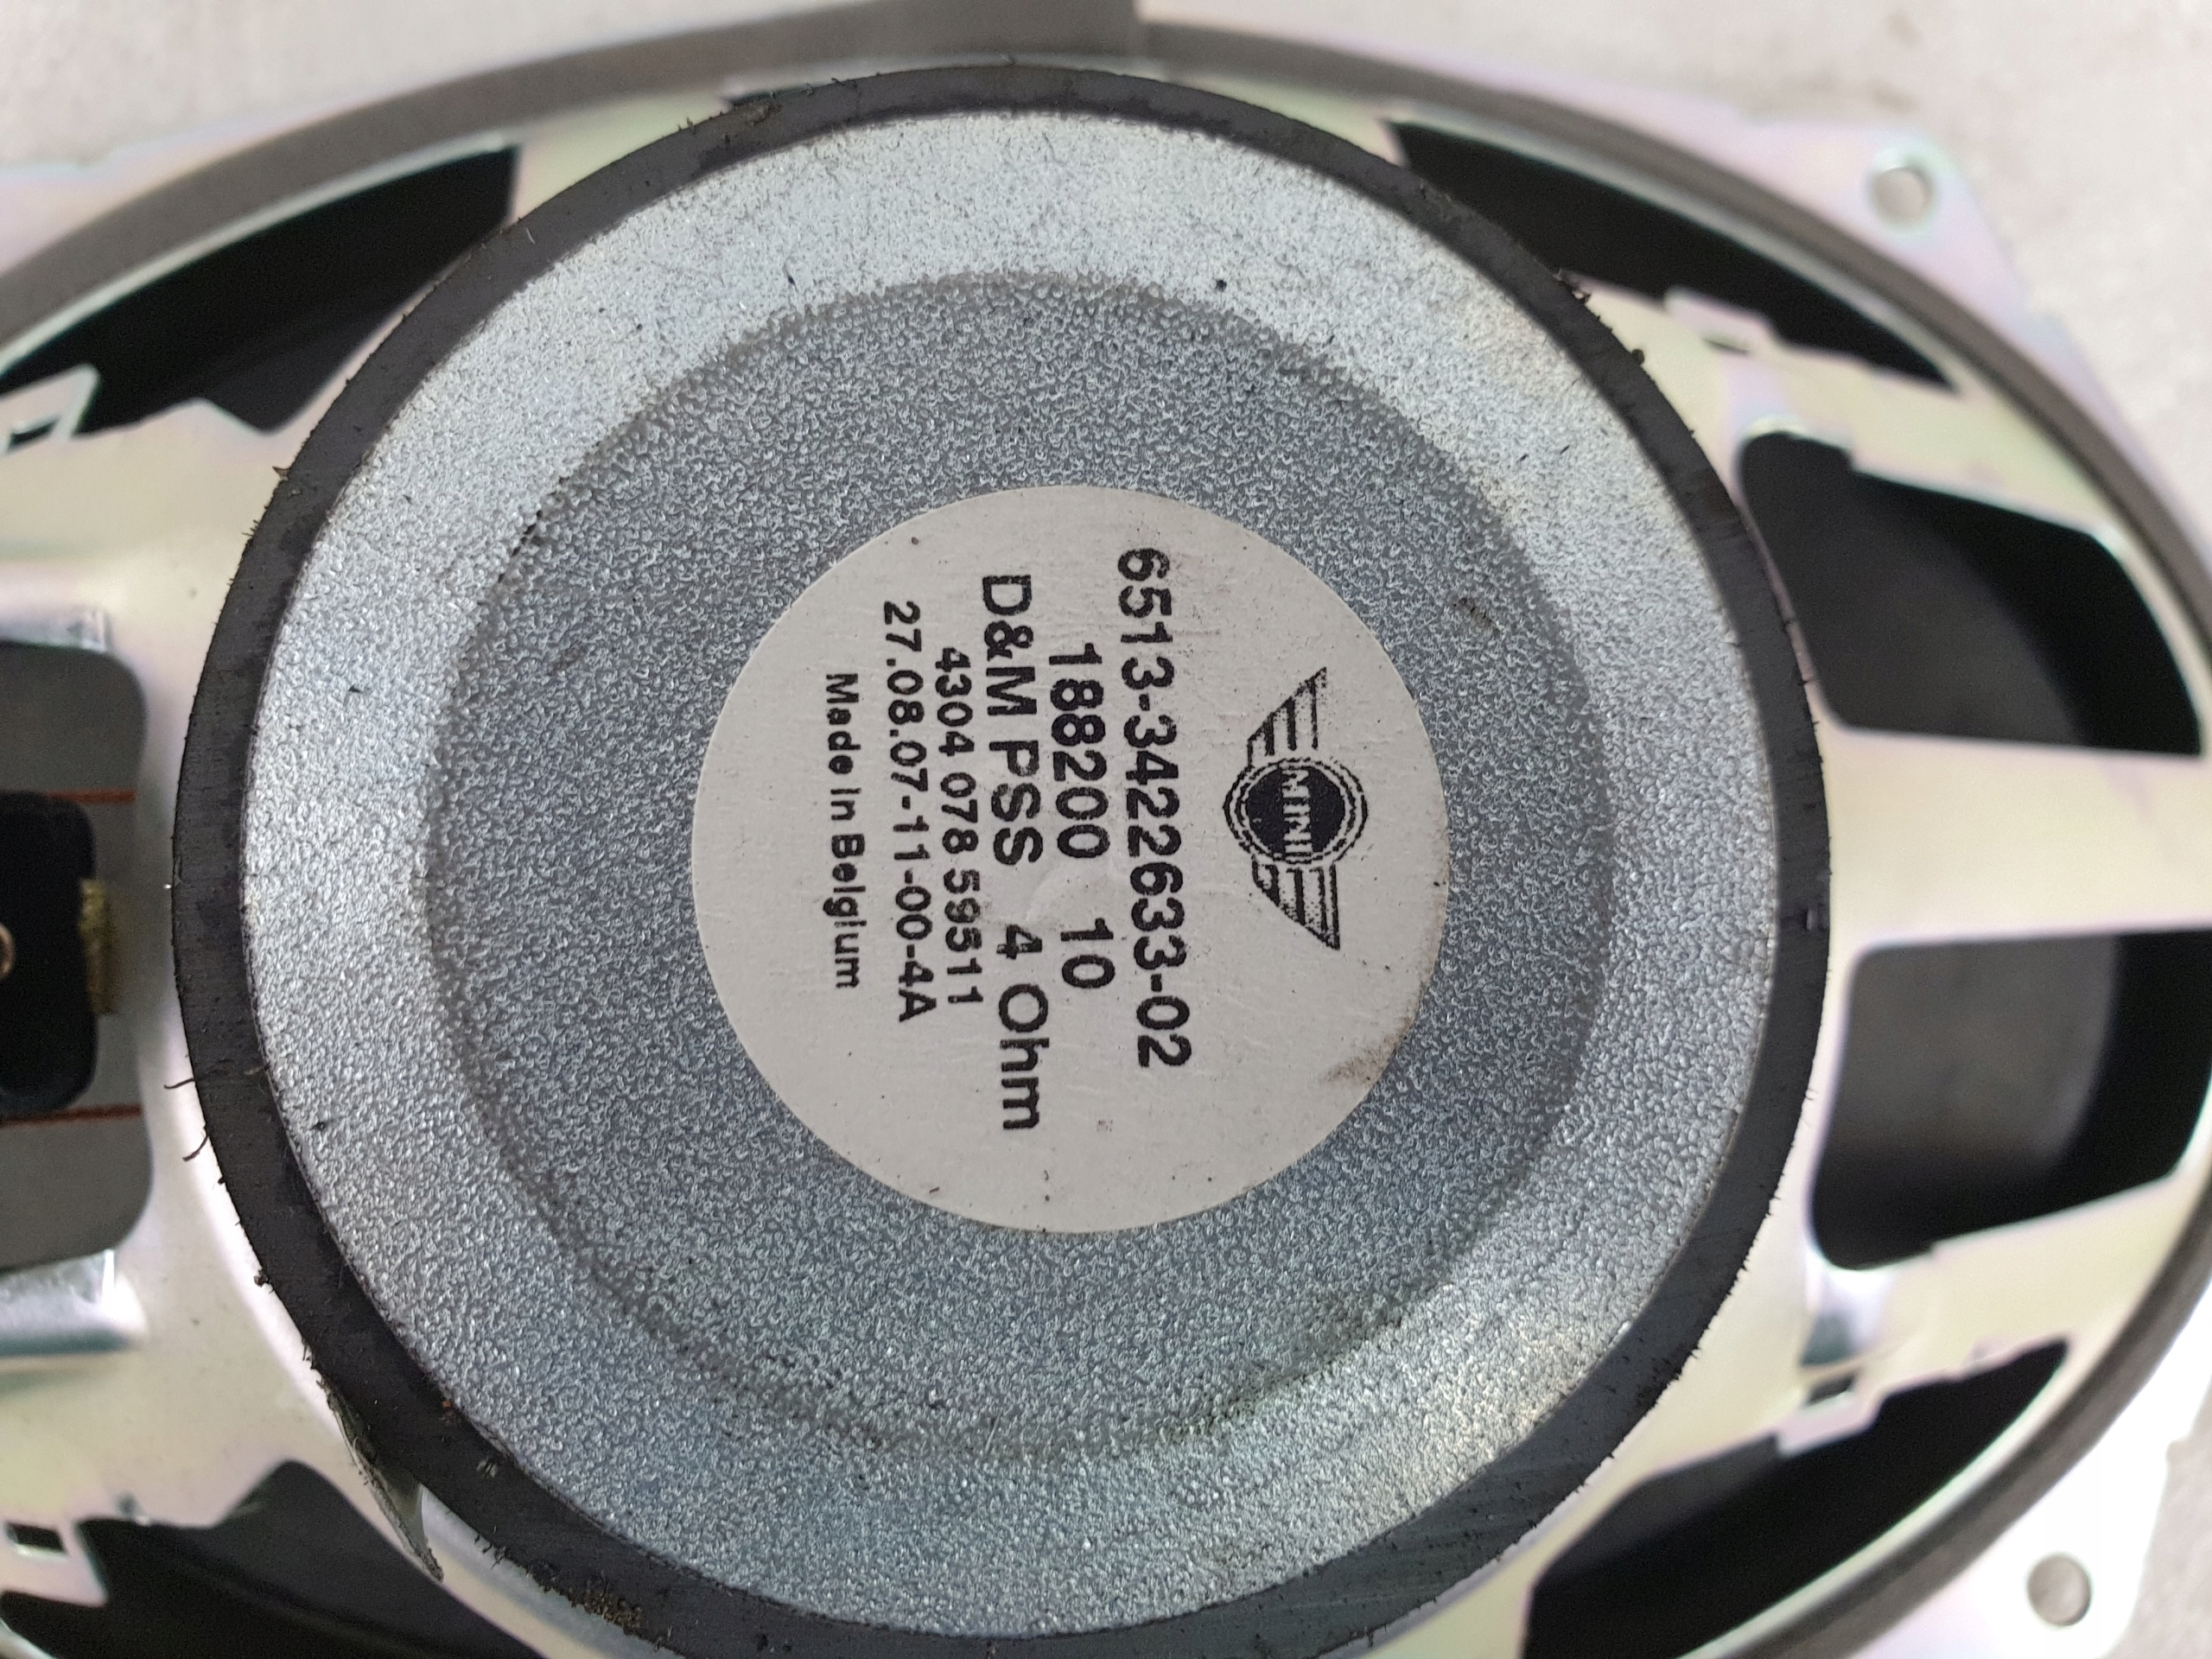 MINI
6513-3422633-02
188200 10
D&M PSS 4 Ohm
4304 078 59511
27.08.07-11-00-4A
Made in Belgium